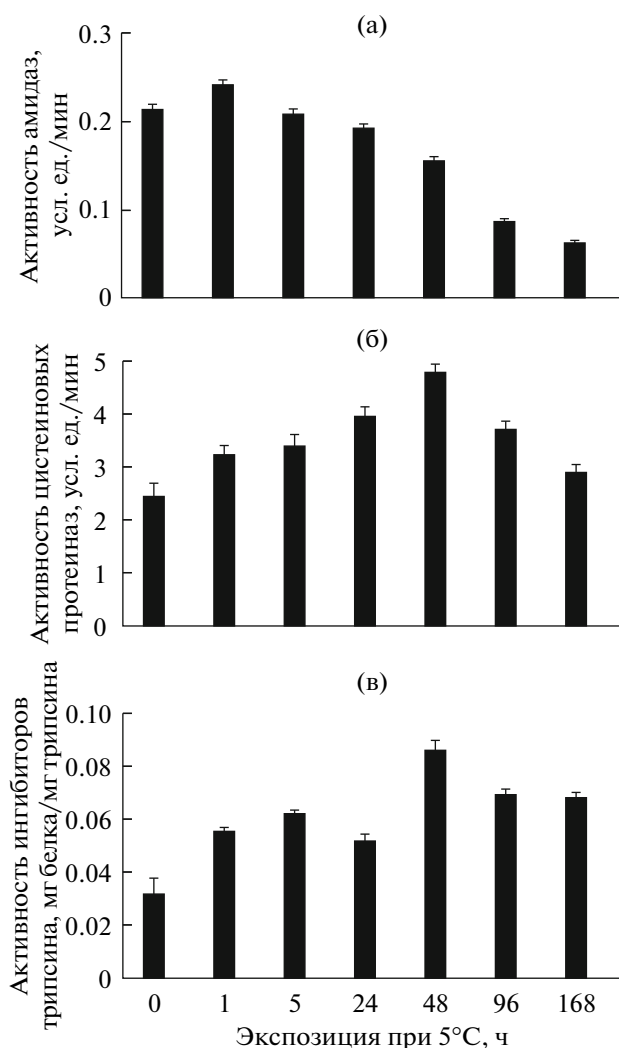 (а)
Активность амидаз,
усл. ед./мин
0.3
0.2
0.1
0
(б)
Активность цистеиновых
протеиназ, усл. ед./мин
5
4
3
2
1
0
(в)
Активность ингибиторов
трипсина, мг белка/мг трипсина
0.10
0.08
0.06
0.04
0.02
0
0 1 5 24 48 96 168
Экспозиция при 5°C, ч